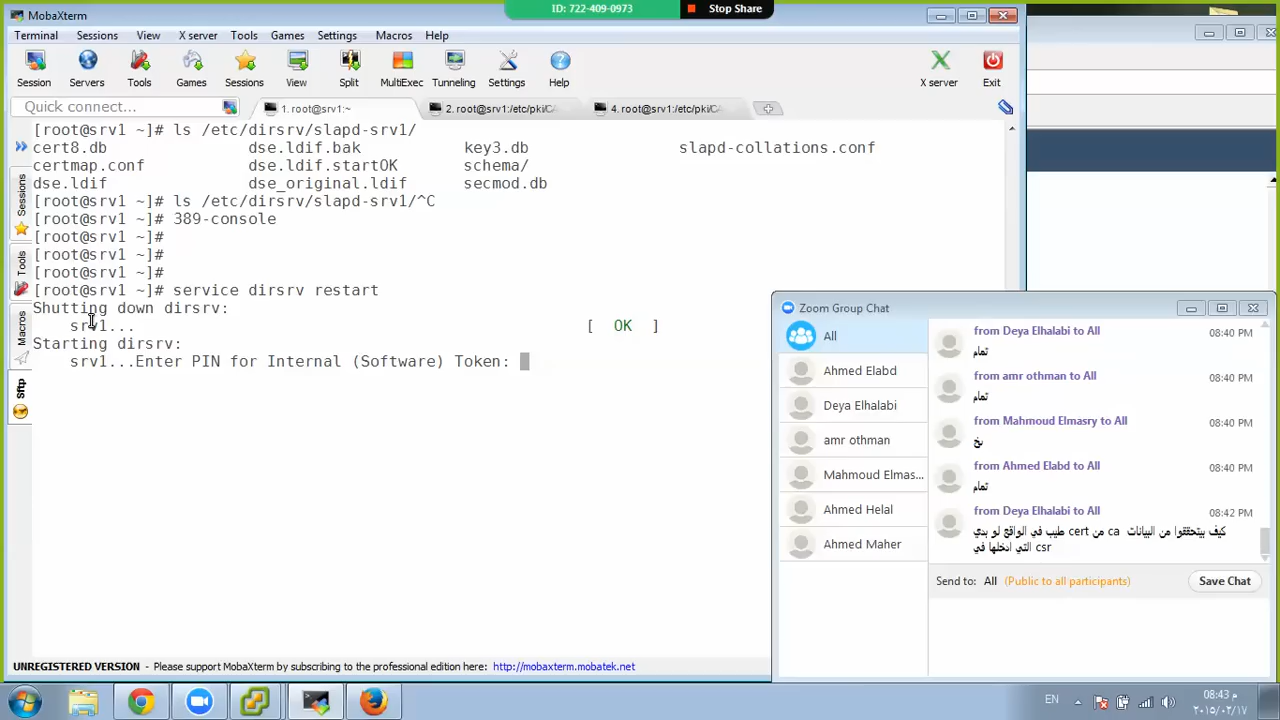 ID: 722-409-0973
Stop Share
MobaXterm
Terminal Sessions View X server Tools Games Settings Macros Help
Session Servers Tools Games Sessions View Split MultiExec Tunneling Settings Help X server Exit
Quick connect...
1. root@srv1:~
2. root@srv1:/etc/pki/CA
4. root@srv1:/etc/pki/CA
[root@srv1 ~]# ls /etc/dirsrv/slapd-srv1/
cert8.db dse.ldif.bak key3.db slapd-collations.conf
certmap.conf dse.ldif.startOK schema/
dse.ldif dse_original.ldif secmod.db
[root@srv1 ~]# ls /etc/dirsrv/slapd-srv1/^C
[root@srv1 ~]# 389-console
[root@srv1 ~]#
[root@srv1 ~]#
[root@srv1 ~]#
[root@srv1 ~]# service dirsrv restart
Shutting down dirsrv:
srv1... [ OK ]
Starting dirsrv:
srv1...Enter PIN for Internal (Software) Token:
Sessions
Tools
Macros
Sftp
UNREGISTERED VERSION - Please support MobaXterm by subscribing to the professional edition here: http://mobaxterm.mobatek.net
Zoom Group Chat
All
Ahmed Elabd
Deya Elhalabi
amr othman
Mahmoud Elmas...
Ahmed Helal
Ahmed Maher
from Deya Elhalabi to All 08:40 PM
تمام
from amr othman to All 08:40 PM
تمام
from Mahmoud Elmasry to All 08:40 PM
from Ahmed Elabd to All 08:40 PM
تمام
from Deya Elhalabi to All 08:42 PM
طيب في الواقع لو بدي cert من ca كيف بيتحققوا من البيانات
التي ادخلها في csr
Send to: All (Public to all participants)
Save Chat
EN
08:43 م
٢٠١٥/٠٢/١٧